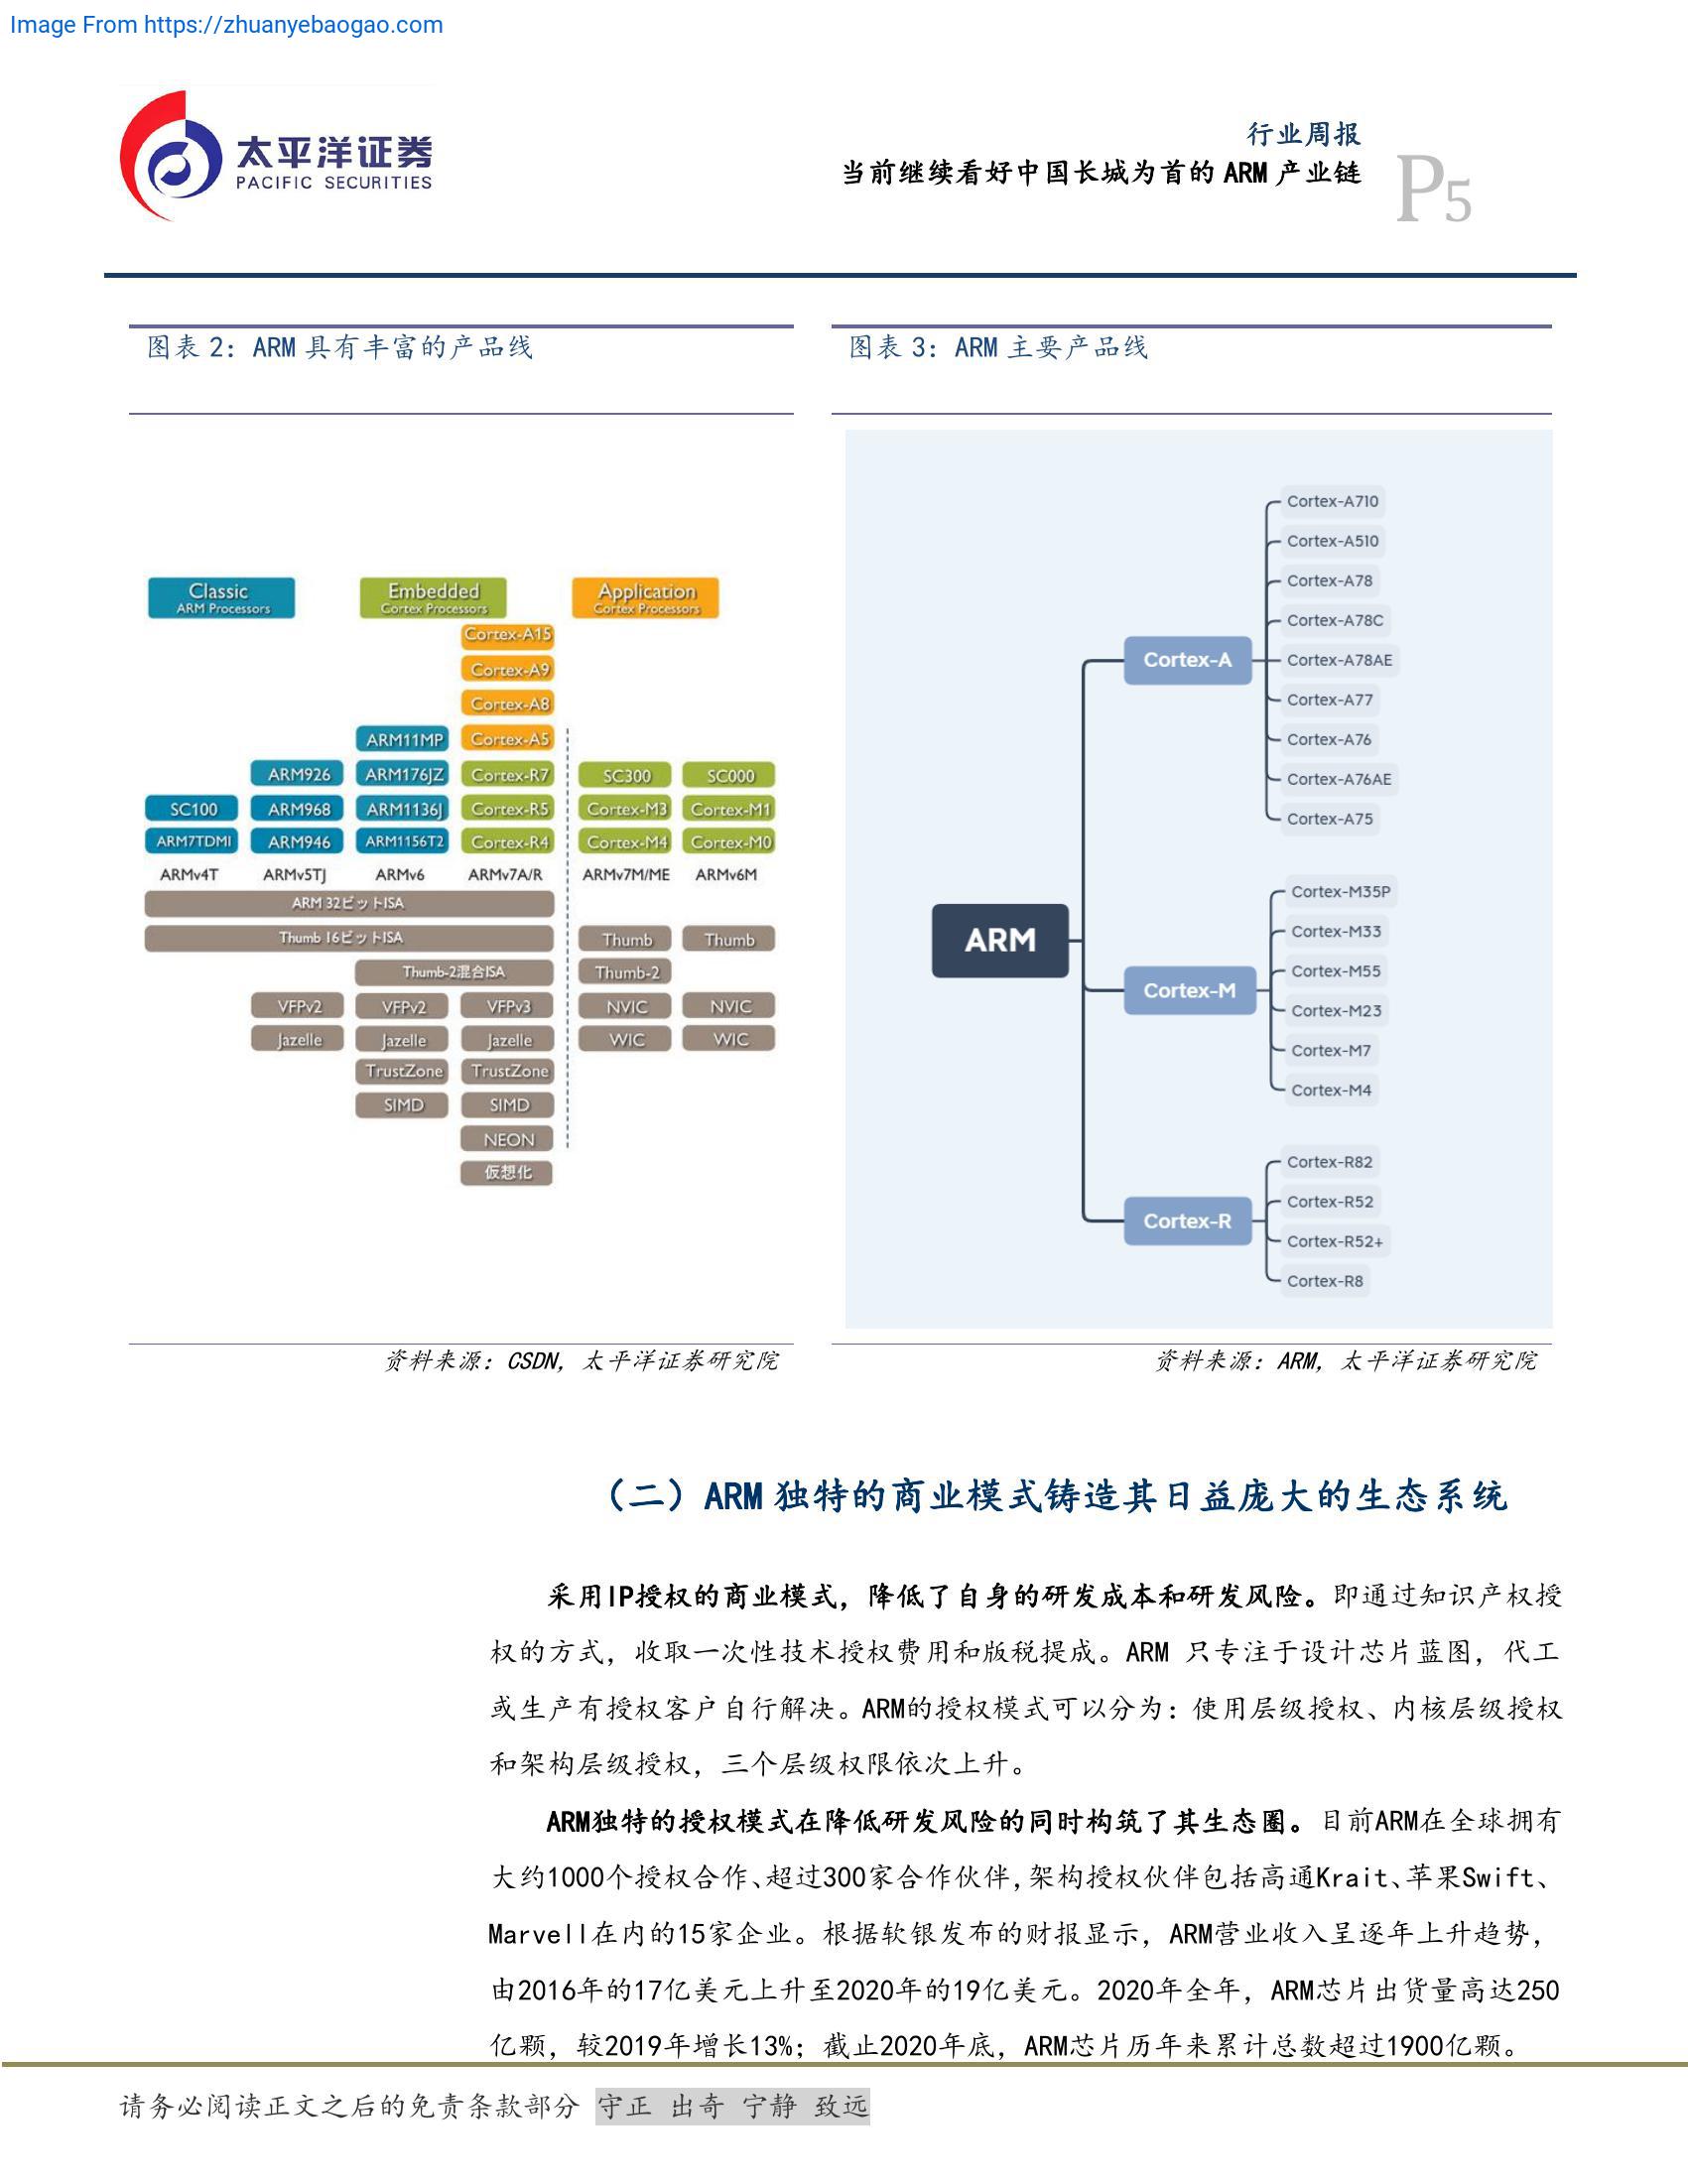 Image From https://zhuanyebaogao.com
太平洋证券
PACIFIC SECURITIES
行业周报
当前继续看好中国长城为首的 ARM 产业链
P5
图表 2：ARM 具有丰富的产品线
Classic
ARM Processors
Embedded
Cortex Processors
Application
Cortex Processors
Cortex-A15
Cortex-A9
Cortex-A8
ARM11MP Cortex-A5
ARM926 ARM176JZ Cortex-R7 SC300 SC000
SC100 ARM968 ARM1136J Cortex-R5 Cortex-M3 Cortex-M1
ARM7TDMI ARM946 ARM1156T2 Cortex-R4 Cortex-M4 Cortex-M0
ARMv4T ARMv5TJ ARMv6 ARMv7A/R ARMv7M/ME ARMv6M
ARM 32ビットISA
Thumb 16ビットISA Thumb Thumb
Thumb-2混合ISA Thumb-2
VFPv2 VFPv2 VFPv3 NVIC NVIC
Jazelle Jazelle Jazelle WIC WIC
TrustZone TrustZone
SIMD SIMD
NEON
仮想化
资料来源：CSDN，太平洋证券研究院
图表 3：ARM 主要产品线
ARM
Cortex-A
Cortex-A710
Cortex-A510
Cortex-A78
Cortex-A78C
Cortex-A78AE
Cortex-A77
Cortex-A76
Cortex-A76AE
Cortex-A75
Cortex-M
Cortex-M35P
Cortex-M33
Cortex-M55
Cortex-M23
Cortex-M7
Cortex-M4
Cortex-R
Cortex-R82
Cortex-R52
Cortex-R52+
Cortex-R8
资料来源：ARM，太平洋证券研究院
（二）ARM 独特的商业模式铸造其日益庞大的生态系统
采用IP授权的商业模式，降低了自身的研发成本和研发风险。即通过知识产权授
权的方式，收取一次性技术授权费用和版税提成。ARM 只专注于设计芯片蓝图，代工
或生产有授权客户自行解决。ARM的授权模式可以分为：使用层级授权、内核层级授权
和架构层级授权，三个层级权限依次上升。
ARM独特的授权模式在降低研发风险的同时构筑了其生态圈。目前ARM在全球拥有
大约1000个授权合作、超过300家合作伙伴,架构授权伙伴包括高通Krait、苹果Swift、
Marvell在内的15家企业。根据软银发布的财报显示，ARM营业收入呈逐年上升趋势，
由2016年的17亿美元上升至2020年的19亿美元。2020年全年，ARM芯片出货量高达250
亿颗，较2019年增长13%；截止2020年底，ARM芯片历年来累计总数超过1900亿颗。
请务必阅读正文之后的免责条款部分 守正 出奇 宁静 致远